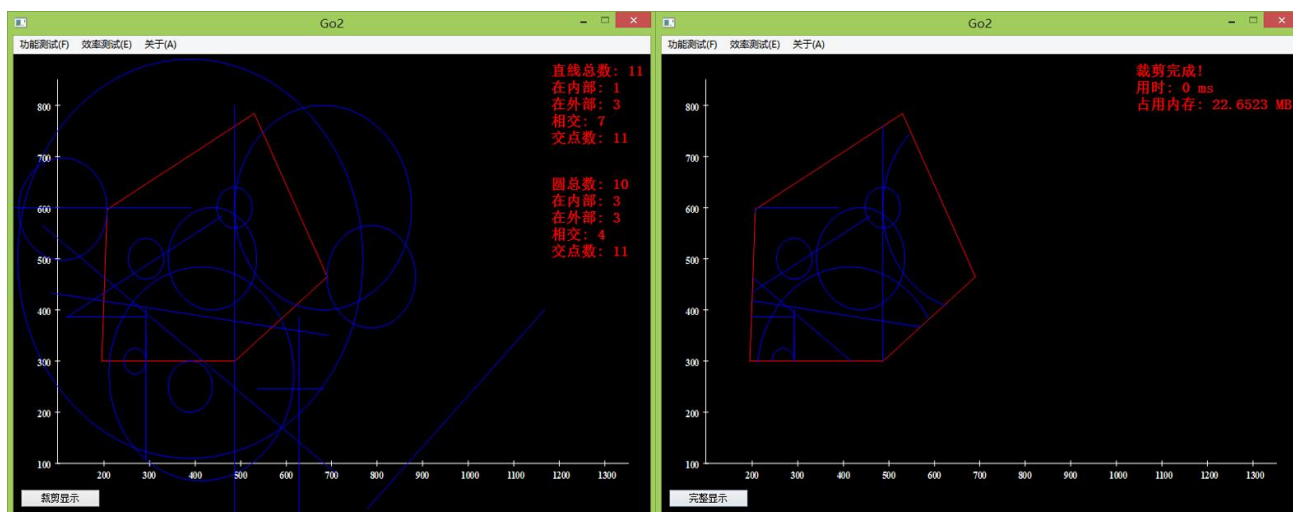 Go2
功能测试(F) 效率测试(E) 关于(A)
直线总数: 11
在内部: 1
在外部: 3
相交: 7
交点数: 11
圆总数: 10
在内部: 3
在外部: 3
相交: 4
交点数: 11
800
700
600
500
400
300
200
100
200 300 400 500 600 700 800 900 1000 1100 1200 1300
裁剪显示
Go2
功能测试(F) 效率测试(E) 关于(A)
裁剪完成!
用时: 0 ms
占用内存: 22.6523 MB
800
700
600
500
400
300
200
100
200 300 400 500 600 700 800 900 1000 1100 1200 1300
完整显示